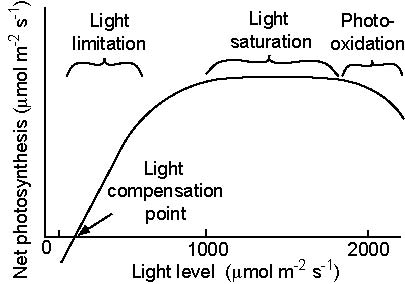 Light
limitation
Light
saturation
Photo-
oxidation
Net photosynthesis (μmol m-2 s-1)
Light
compensation
point
0
1000
2000
Light level (μmol m-2 s-1)